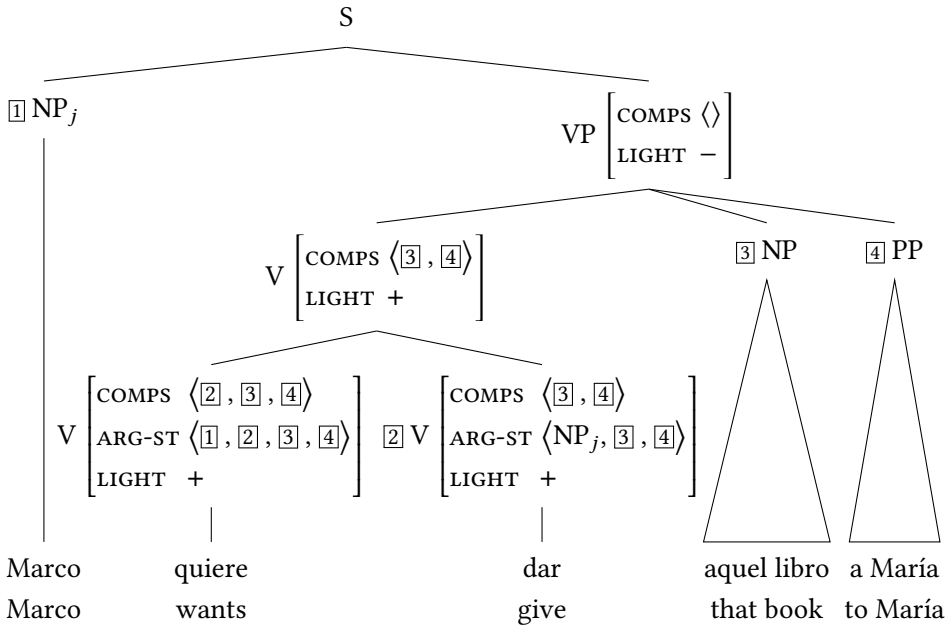 S
1 NPj
VP [COMPS ⟨⟩
LIGHT −]
V [COMPS ⟨3, 4⟩
LIGHT +]
3 NP
4 PP
V [COMPS ⟨2, 3, 4⟩
ARG-ST ⟨1, 2, 3, 4⟩
LIGHT +]
2 V [COMPS ⟨3, 4⟩
ARG-ST ⟨NPj, 3, 4⟩
LIGHT +]
Marco quiere dar aquel libro a María
Marco wants give that book to María